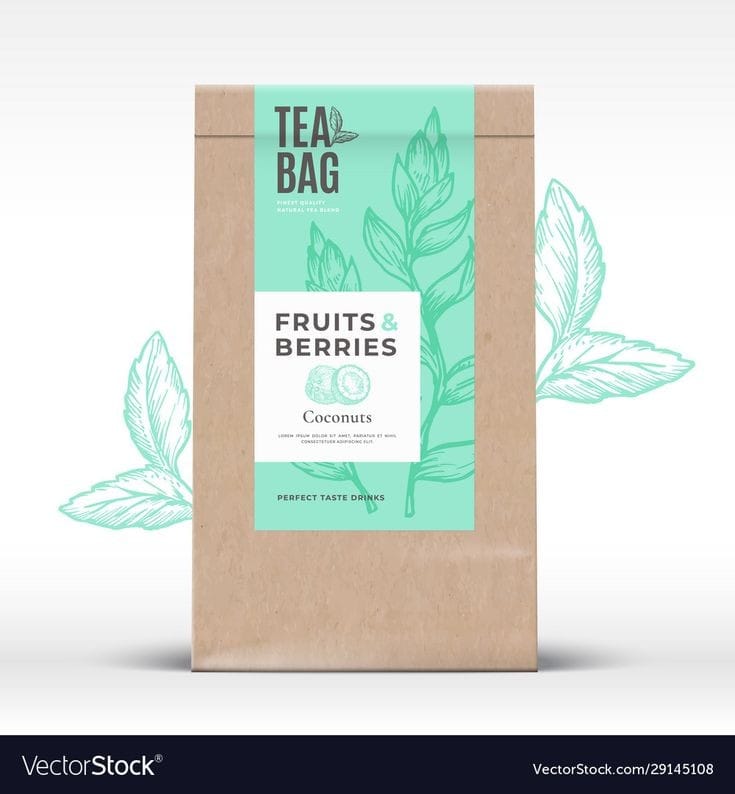 TEA
BAG
FINEST QUALITY
NATURAL TEA BLEND
FRUITS &
BERRIES
Coconuts
LOREM IPSUM DOLOR SIT AMET, PARIATUR ET NIHIL
CONSECTETUER ADIPICING ELIT.
PERFECT TASTE DRINKS
VectorStock®
VectorStock.com/29145108